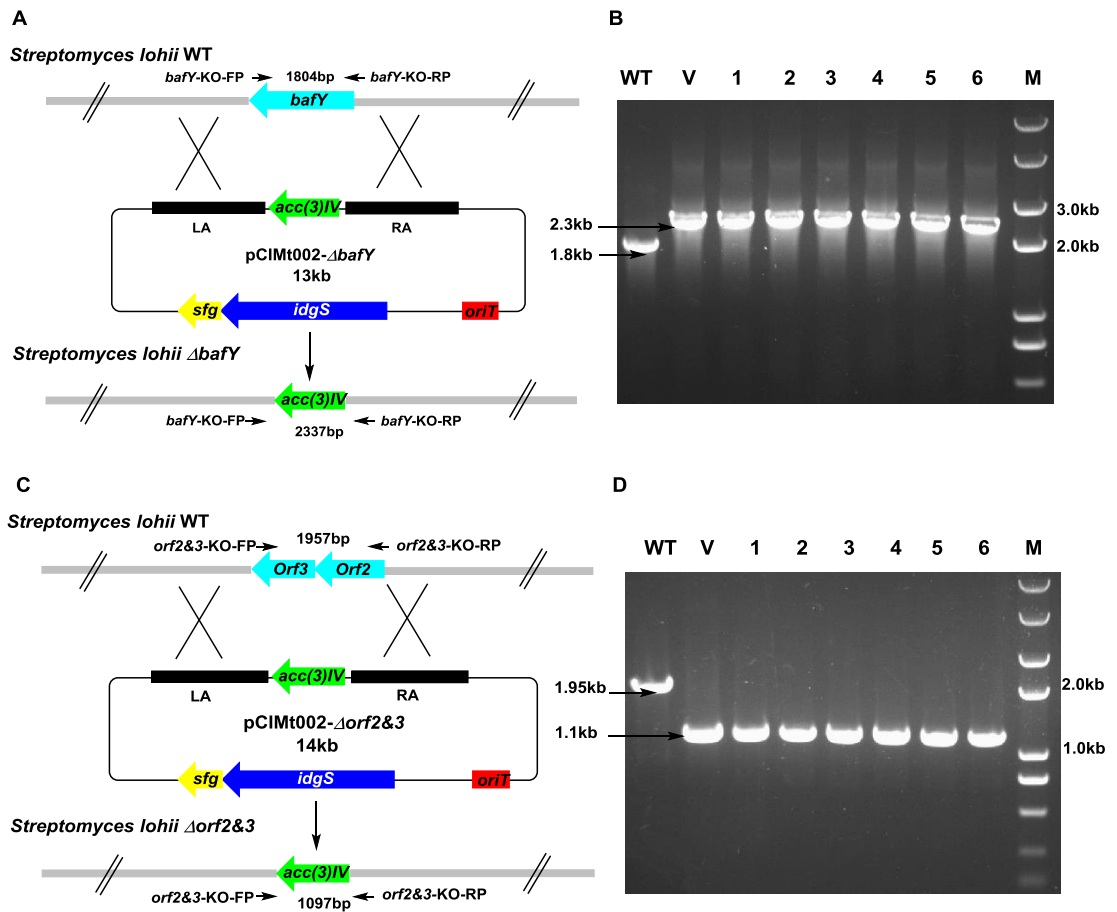 A
Streptomyces lohii WT
bafY-KO-FP
1804bp
bafY-KO-RP
bafY
acc(3)IV
LA
RA
pCIMt002-ΔbafY
13kb
sfg
idgS
oriT
Streptomyces lohii ΔbafY
acc(3)IV
bafY-KO-FP
bafY-KO-RP
2337bp
B
WT V 1 2 3 4 5 6 M
3.0kb
2.3kb
2.0kb
1.8kb
C
Streptomyces lohii WT
1957bp
orf2&3-KO-FP
orf2&3-KO-RP
Orf3
Orf2
acc(3)IV
LA
RA
pCIMt002-Δorf2&3
14kb
sfg
idgS
oriT
Streptomyces lohii Δorf2&3
acc(3)IV
orf2&3-KO-FP
orf2&3-KO-RP
1097bp
D
WT V 1 2 3 4 5 6 M
1.95kb
2.0kb
1.1kb
1.0kb